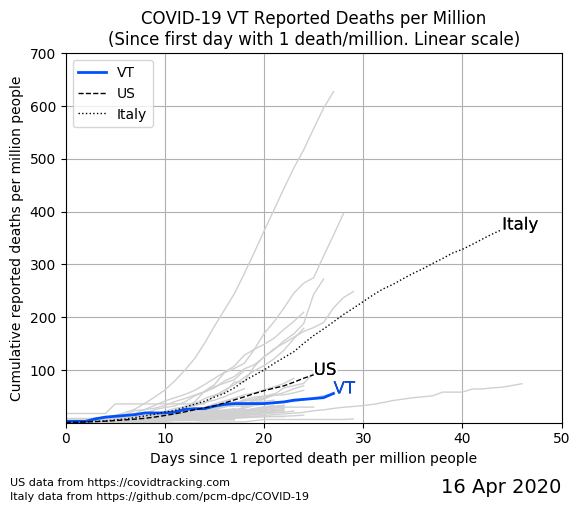 COVID-19 VT Reported Deaths per Million
(Since first day with 1 death/million. Linear scale)
700
600
500
400
300
200
100
Cumulative reported deaths per million people
VT
US
Italy
Italy
US
VT
0 10 20 30 40 50
Days since 1 reported death per million people
US data from https://covidtracking.com
Italy data from https://github.com/pcm-dpc/COVID-19
16 Apr 2020